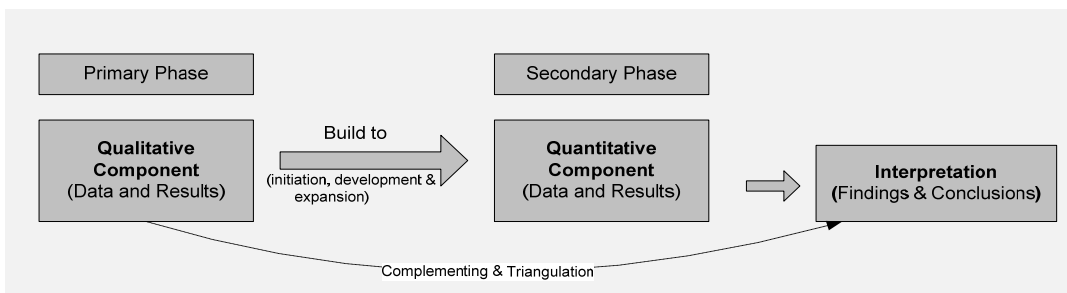 Primary Phase
Secondary Phase
Qualitative
Component
(Data and Results)
Build to
(initiation, development &
expansion)
Quantitative
Component
(Data and Results)
Interpretation
(Findings & Conclusions)
Complementing & Triangulation